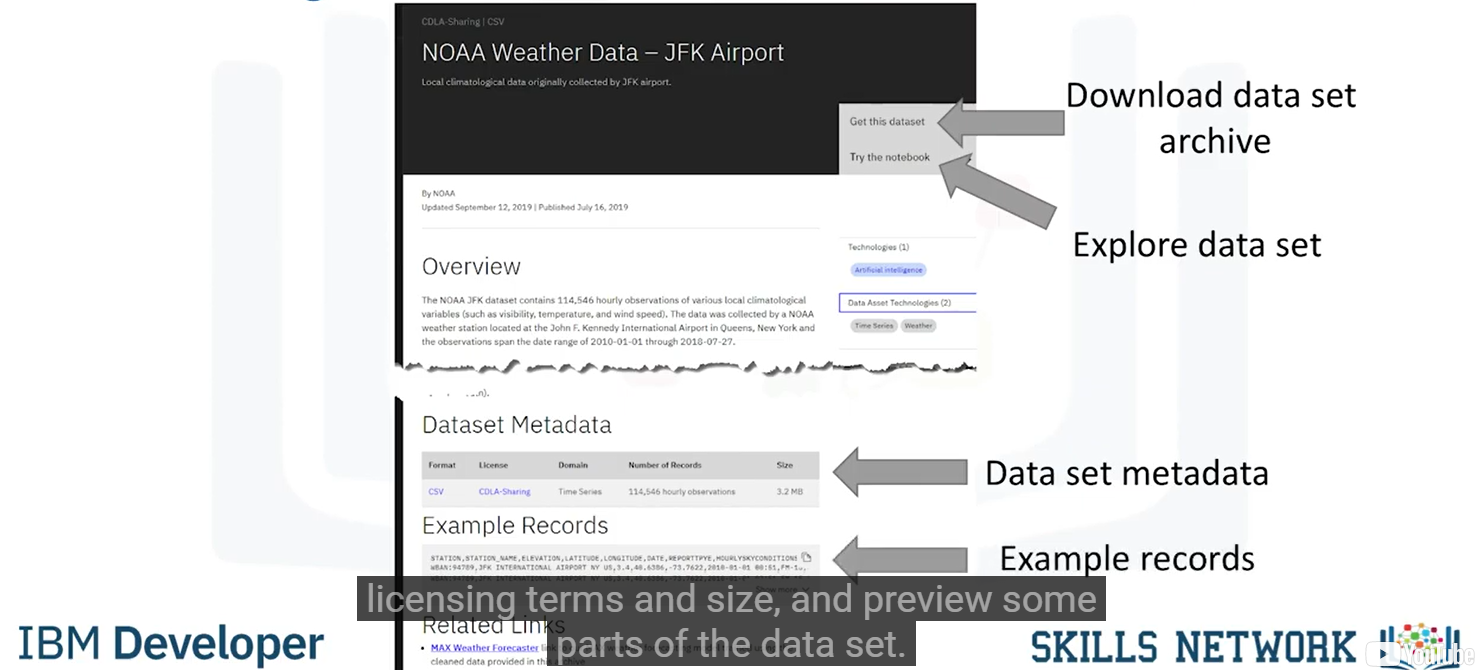 CDLA-Sharing | CSV
NOAA Weather Data – JFK Airport
Local climatological data originally collected by JFK airport.
Get this dataset
Try the notebook
Download data set
archive
Explore data set
By NOAA
Updated September 12, 2019 | Published July 16, 2019
Technologies (1)
Artificial intelligence
Data Asset Technologies (2)
Time Series Weather
Overview
The NOAA JFK dataset contains 114,546 hourly observations of various local climatological
variables (such as visibility, temperature, and wind speed). The data was collected by a NOAA
weather station located at the John F. Kennedy International Airport in Queens, New York and
the observations span the date range of 2010-01-01 through 2018-07-27.
Dataset Metadata
Format License Domain Number of Records Size
CSV CDLA-Sharing Time Series 114,546 hourly observations 3.2 MB
Data set metadata
Example Records
STATION,STATION_NAME,ELEVATION,LATITUDE,LONGITUDE,DATE,REPORTTPYE,HOURLYSKYCONDITIONS
WBAN:94789,JFK INTERNATIONAL AIRPORT NY US,3.4,40.6386,-73.7622,2010-01-01 00:51,FM-15,
Example records
licensing terms and size, and preview some
parts of the data set.
Related Links
MAX Weather Forecaster
cleaned data provided in this archive
IBM Developer
SKILLS NETWORK
YouTube